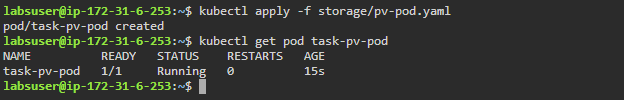 labsuser@ip-172-31-6-253:~$ kubectl apply -f storage/pv-pod.yaml
pod/task-pv-pod created
labsuser@ip-172-31-6-253:~$ kubectl get pod task-pv-pod
NAME          READY   STATUS    RESTARTS   AGE
task-pv-pod   1/1     Running   0          15s
labsuser@ip-172-31-6-253:~$